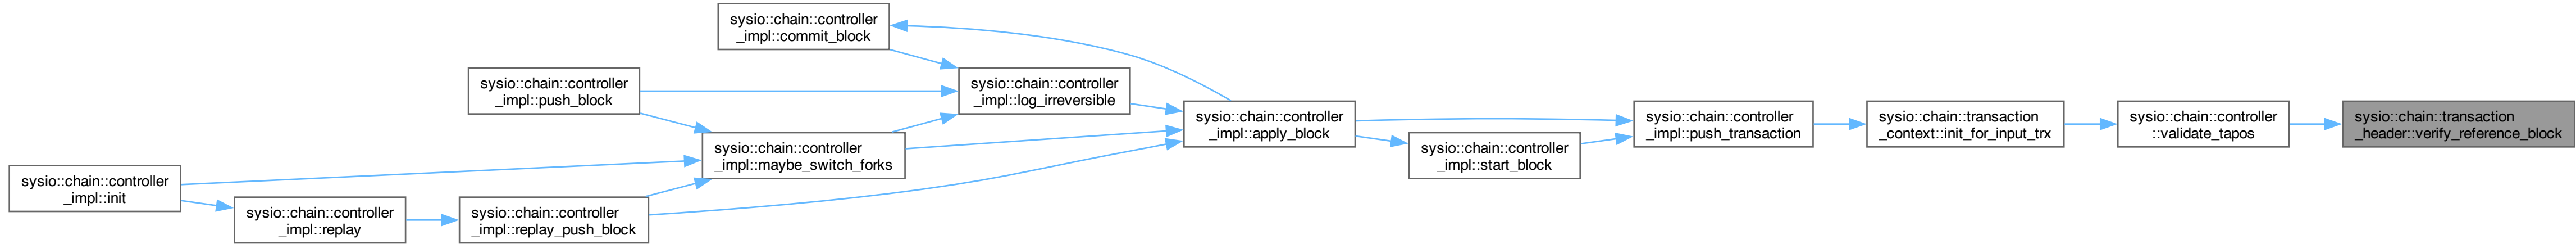 sysio::chain::controller
_impl::commit_block
sysio::chain::controller
_impl::push_block
sysio::chain::controller
_impl::log_irreversible
sysio::chain::controller
_impl::apply_block
sysio::chain::controller
_impl::push_transaction
sysio::chain::transaction
_context::init_for_input_trx
sysio::chain::controller
::validate_tapos
sysio::chain::transaction
_header::verify_reference_block
sysio::chain::controller
_impl::maybe_switch_forks
sysio::chain::controller
_impl::start_block
sysio::chain::controller
_impl::init
sysio::chain::controller
_impl::replay
sysio::chain::controller
_impl::replay_push_block